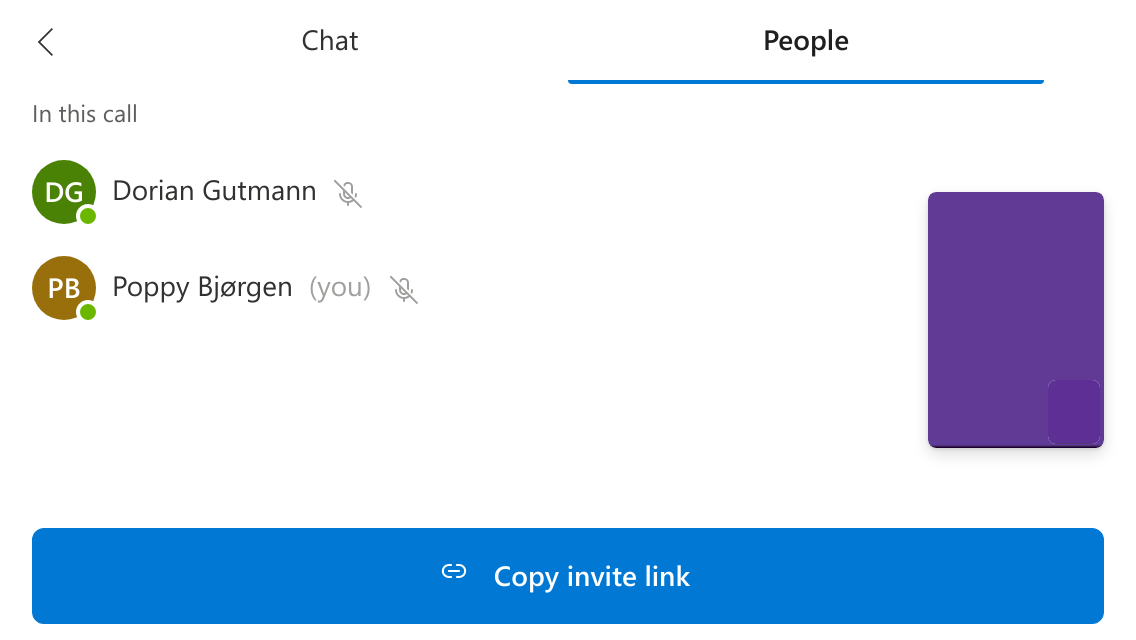 Chat People
In this call
DG Dorian Gutmann
PB Poppy Bjørgen (you)
Copy invite link